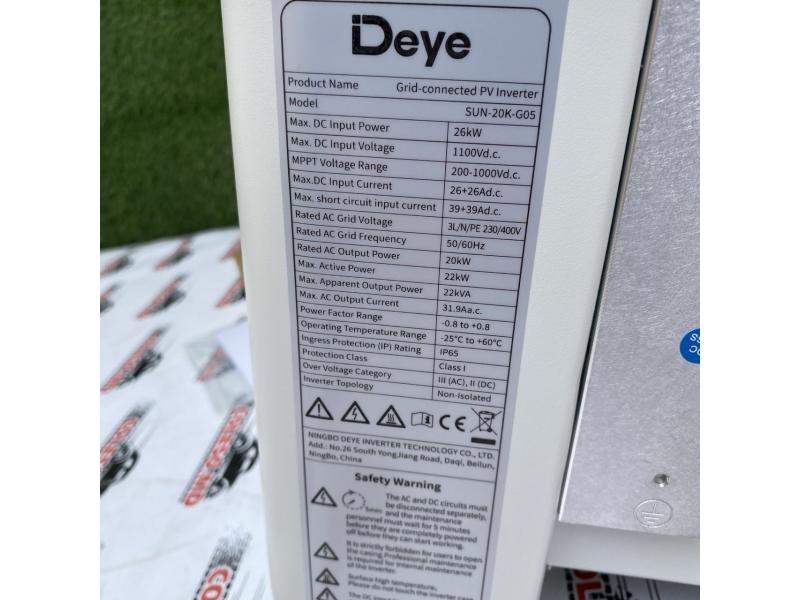 Deye
Product Name Grid-connected PV Inverter
Model SUN-20K-G05
Max. DC Input Power 26kW
Max. DC Input Voltage 1100Vd.c.
MPPT Voltage Range 200-1000Vd.c.
Max.DC Input Current 26+26Ad.c.
Max. short circuit input current 39+39Ad.c.
Rated AC Grid Voltage 3L/N/PE 230/400V
Rated AC Grid Frequency 50/60Hz
Rated AC Output Power 20kW
Max. Active Power 22kW
Max. Apparent Output Power 22kVA
Max. AC Output Current 31.9Aa.c.
Power Factor Range -0.8 to +0.8
Operating Temperature Range -25°C to +60°C
Ingress Protection (IP) Rating IP65
Protection Class Class I
Over Voltage Category III (AC), II (DC)
Inverter Topology Non-isolated
CE
NINGBO DEYE INVERTER TECHNOLOGY CO., LTD.
Add.: No.26 South YongJiang Road, Daqi, Beilun,
NingBo, China
Safety Warning
The AC and DC circuits must
be disconnected separately,
5min and the maintenance
personnel must wait for 5 minutes
before they are completely powered
off before they can start working.
It is strictly forbidden for users to open
the casing. Professional maintenance
is required for internal maintenance
of the inverter.
Surface high temperature,
Please do not touch the inverter case.
The DC input
COLESO.MD